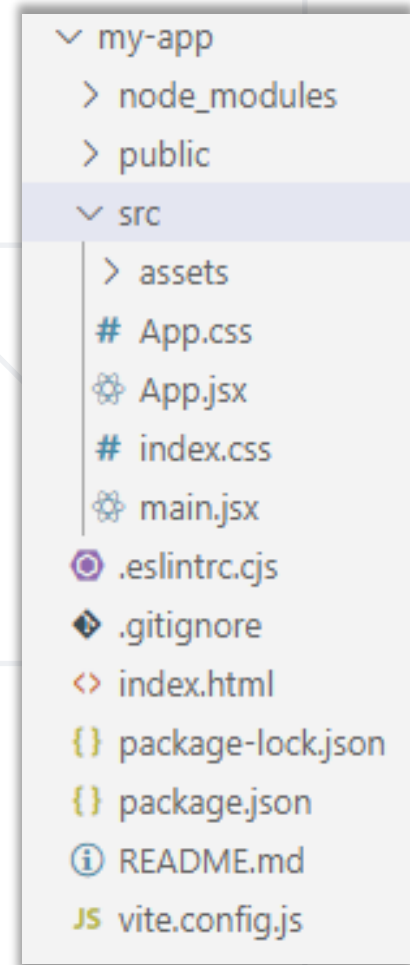 my-app
node_modules
public
src
assets
# App.css
App.jsx
# index.css
main.jsx
.eslintrc.cjs
.gitignore
<> index.html
{} package-lock.json
{} package.json
README.md
JS vite.config.js